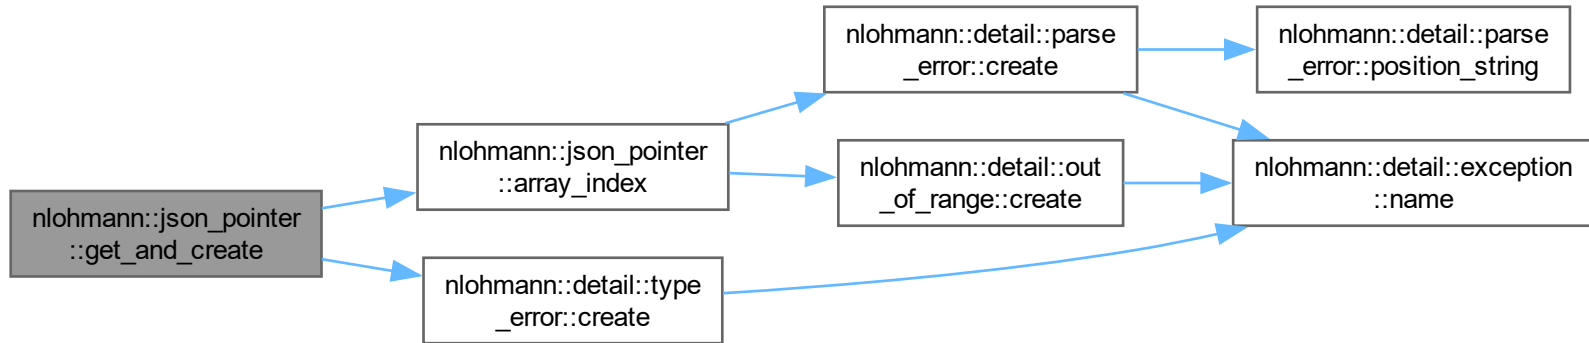 nlohmann::json_pointer
::get_and_create
nlohmann::json_pointer
::array_index
nlohmann::detail::type
_error::create
nlohmann::detail::parse
_error::create
nlohmann::detail::out
_of_range::create
nlohmann::detail::parse
_error::position_string
nlohmann::detail::exception
::name